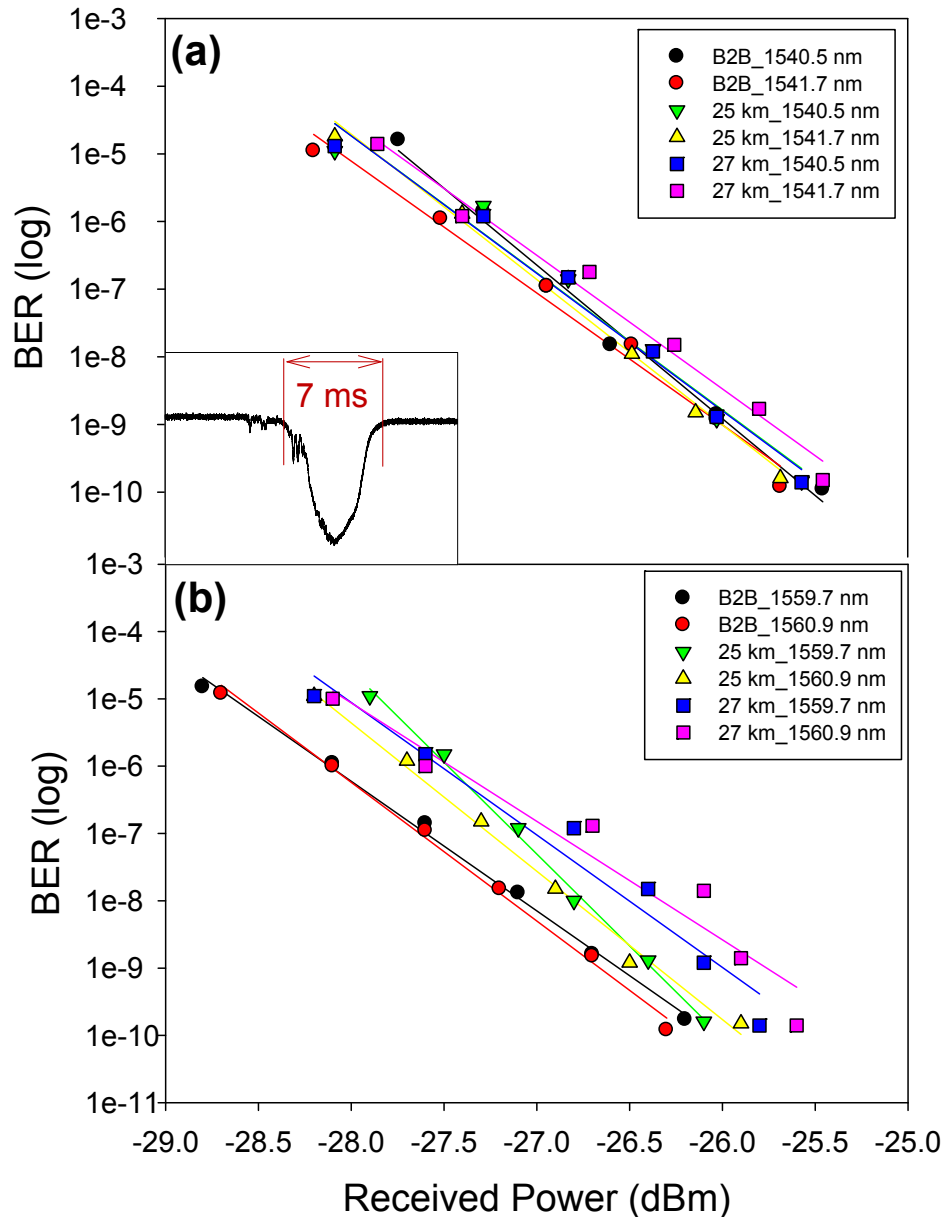 (a)
1e-3
1e-4
1e-5
1e-6
1e-7
1e-8
1e-9
1e-10
BER (log)
B2B_1540.5 nm
B2B_1541.7 nm
25 km_1540.5 nm
25 km_1541.7 nm
27 km_1540.5 nm
27 km_1541.7 nm
7 ms
(b)
1e-3
1e-4
1e-5
1e-6
1e-7
1e-8
1e-9
1e-10
1e-11
BER (log)
B2B_1559.7 nm
B2B_1560.9 nm
25 km_1559.7 nm
25 km_1560.9 nm
27 km_1559.7 nm
27 km_1560.9 nm
-29.0 -28.5 -28.0 -27.5 -27.0 -26.5 -26.0 -25.5 -25.0
Received Power (dBm)